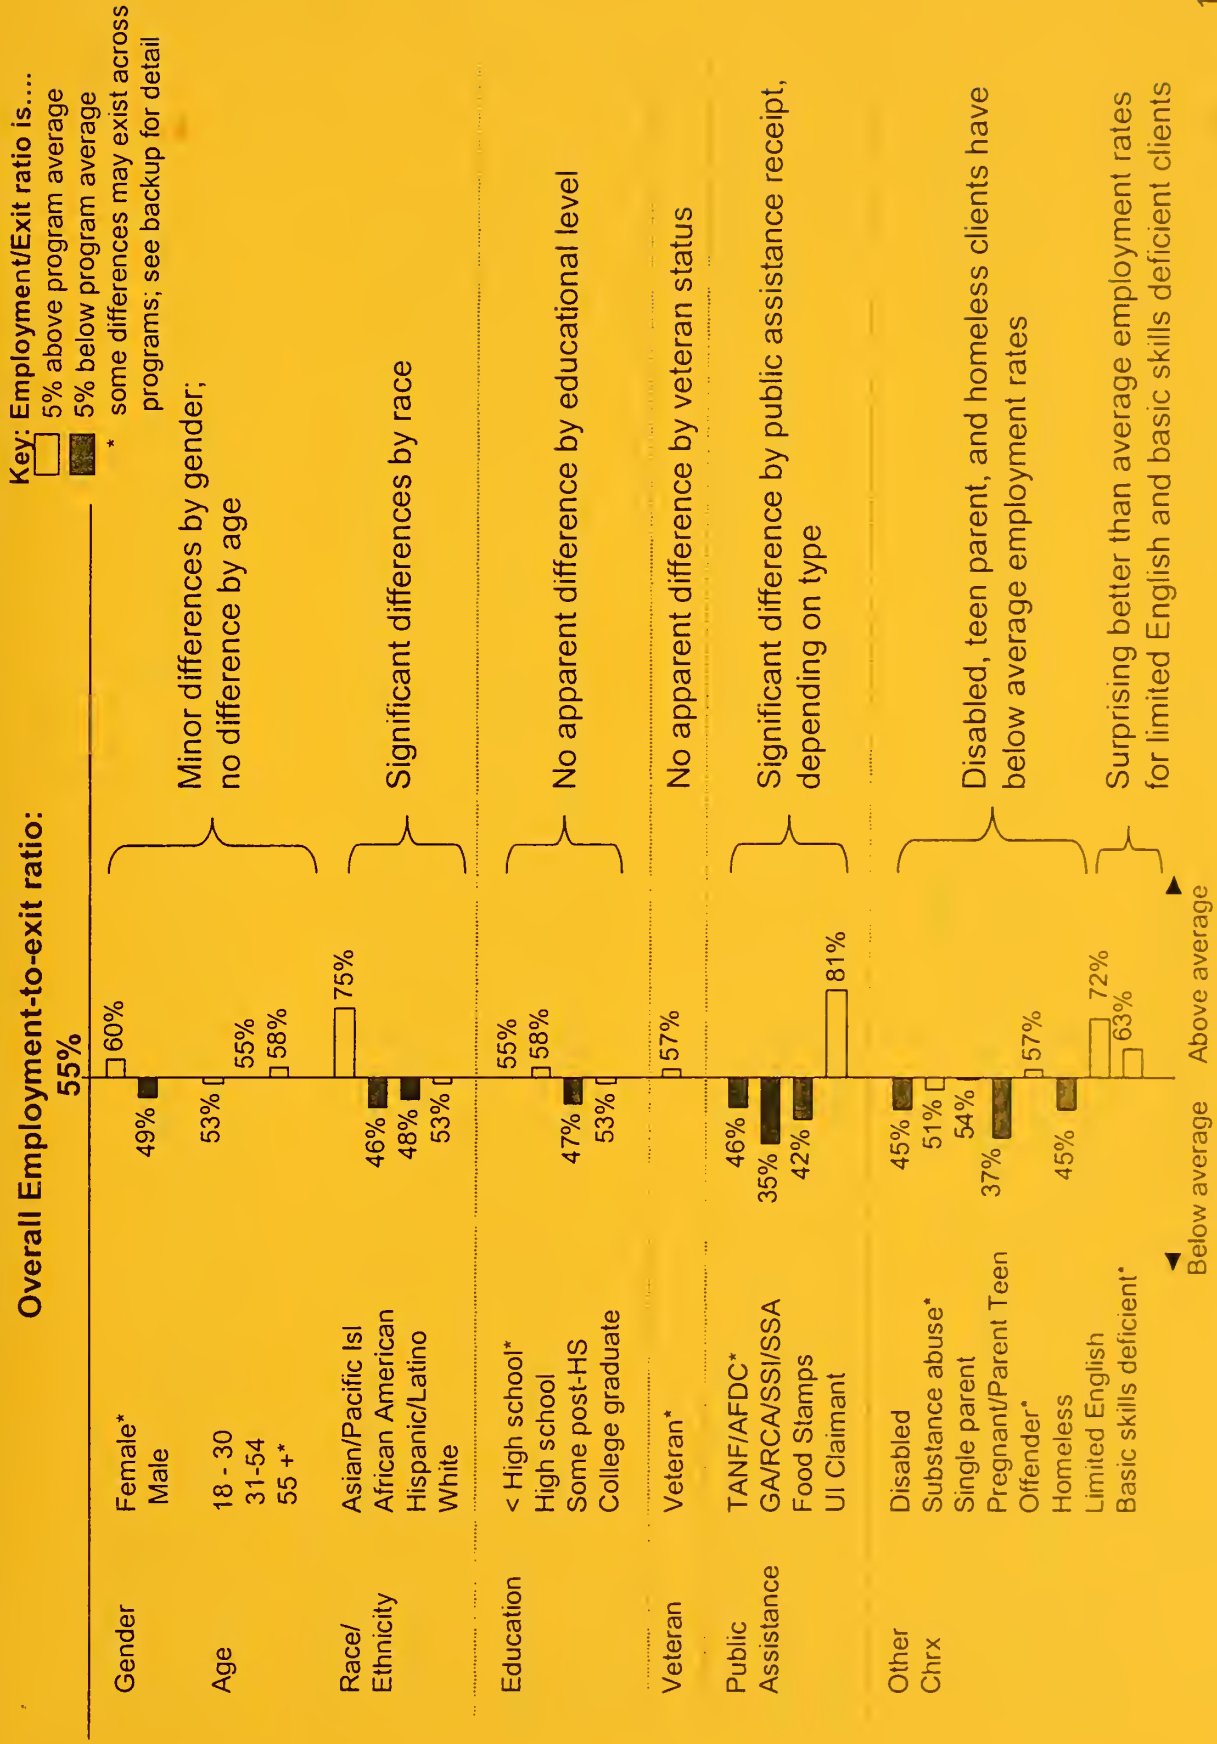 Overall Employment-to-exit ratio:
55%
Key: Employment/Exit ratio is....
5% above program average
5% below program average
* some differences may exist across
programs; see backup for detail
Gender
Female* 60%
Male 49%
Age
18 - 30 53%
31-54 55%
55 +* 58%
Minor differences by gender;
no difference by age
Race/
Ethnicity
Asian/Pacific Isl 75%
African American 46%
Hispanic/Latino 48%
White 53%
Significant differences by race
Education
< High school* 55%
High school 58%
Some post-HS 47%
College graduate 53%
No apparent difference by educational level
Veteran
Veteran* 57%
No apparent difference by veteran status
Public
Assistance
TANF/AFDC* 46%
GA/RCA/SSI/SSA 35%
Food Stamps 42%
UI Claimant 81%
Significant difference by public assistance receipt,
depending on type
Other
Chrx
Disabled 45%
Substance abuse* 51%
Single parent 54%
Pregnant/Parent Teen 37%
Offender* 57%
Homeless 45%
Limited English 72%
Basic skills deficient* 63%
Disabled, teen parent, and homeless clients have
below average employment rates
Surprising better than average employment rates
for limited English and basic skills deficient clients
Below average Above average